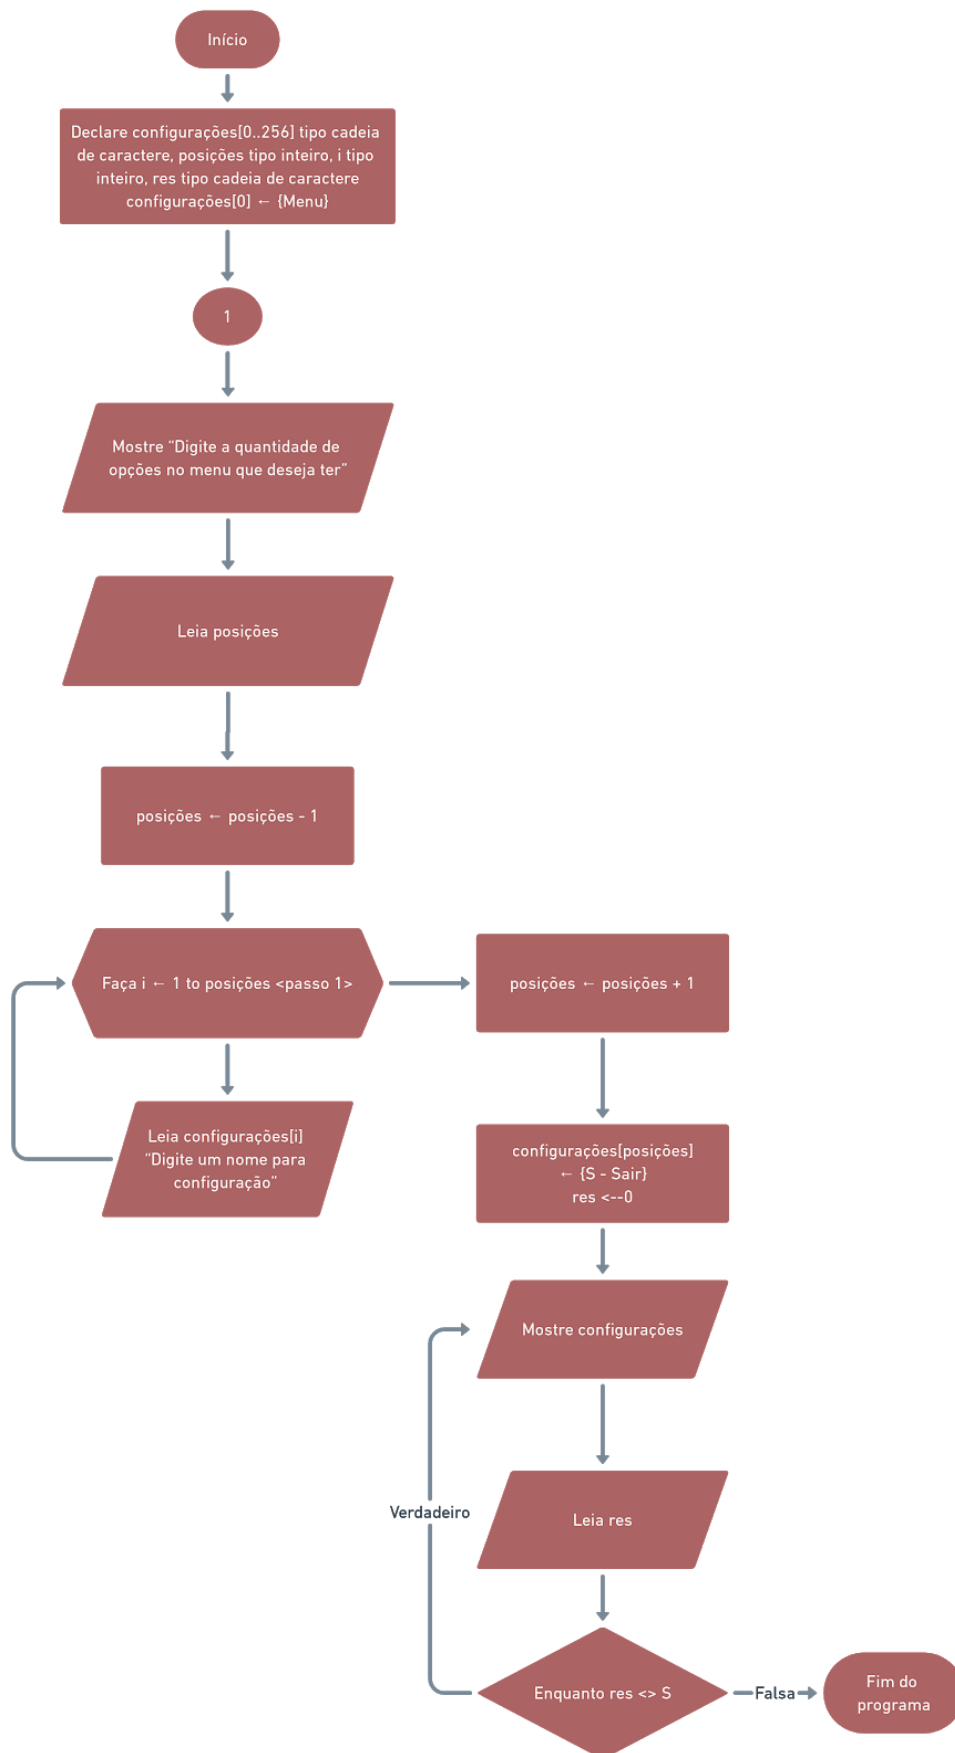 Início
Declare configurações[0..256] tipo cadeia
de caractere, posições tipo inteiro, i tipo
inteiro, res tipo cadeia de caractere
configurações[0] ← {Menu}
1
Mostre “Digite a quantidade de
opções no menu que deseja ter”
Leia posições
posições ← posições - 1
Faça i ← 1 to posições <passo 1>
Leia configurações[i]
“Digite um nome para
configuração”
posições ← posições + 1
configurações[posições]
← {S - Sair}
res <--0
Mostre configurações
Leia res
Verdadeiro
Enquanto res <> S
Falsa
Fim do
programa